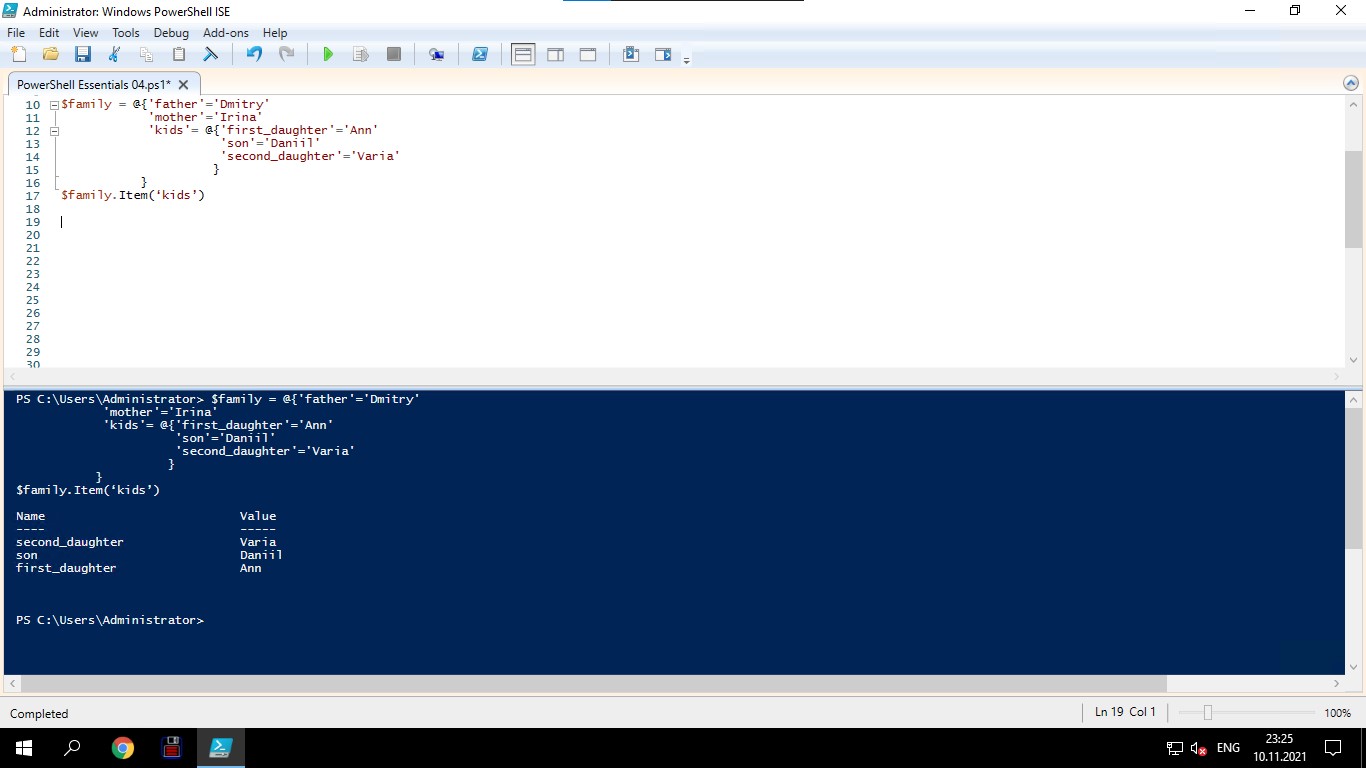 Administrator: Windows PowerShell ISE
File Edit View Tools Debug Add-ons Help
PowerShell Essentials 04.ps1*
10 $family = @{'father'='Dmitry'
11 'mother'='Irina'
12 'kids'= @{'first_daughter'='Ann'
13 'son'='Daniil'
14 'second_daughter'='Varia'
15 }
16 }
17 $family.Item(‘kids’)
18
19
20
21
22
23
24
25
26
27
28
29
30
PS C:\Users\Administrator> $family = @{'father'='Dmitry'
'mother'='Irina'
'kids'= @{'first_daughter'='Ann'
'son'='Daniil'
'second_daughter'='Varia'
}
}
$family.Item(‘kids’)
Name Value
---- -----
second_daughter Varia
son Daniil
first_daughter Ann
PS C:\Users\Administrator>
Completed Ln 19 Col 1 100%
ENG 23:25
10.11.2021